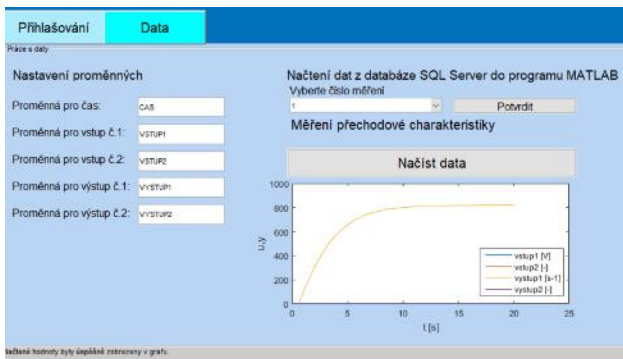 Přihlašování Data
Práce s daty
Nastavení proměnných
Proměnná pro čas: CAS
Proměnná pro vstup č.1: VSTUP1
Proměnná pro vstup č.2: VSTUP2
Proměnná pro výstup č.1: VYSTUP1
Proměnná pro výstup č.2: VYSTUP2
Načtení dat z databáze SQL Server do programu MATLAB
Vyberte číslo měření
1 Potvrdit
Měření přechodové charakteristiky
Načíst data
1000
800
600
400
200
0
u,y
vstup1 [V]
vstup2 [-]
vystup1 [s-1]
vystup2 [-]
0 5 10 15 20 25
t [s]
Načtené hodnoty byly úspěšně zobrazeny v grafu.